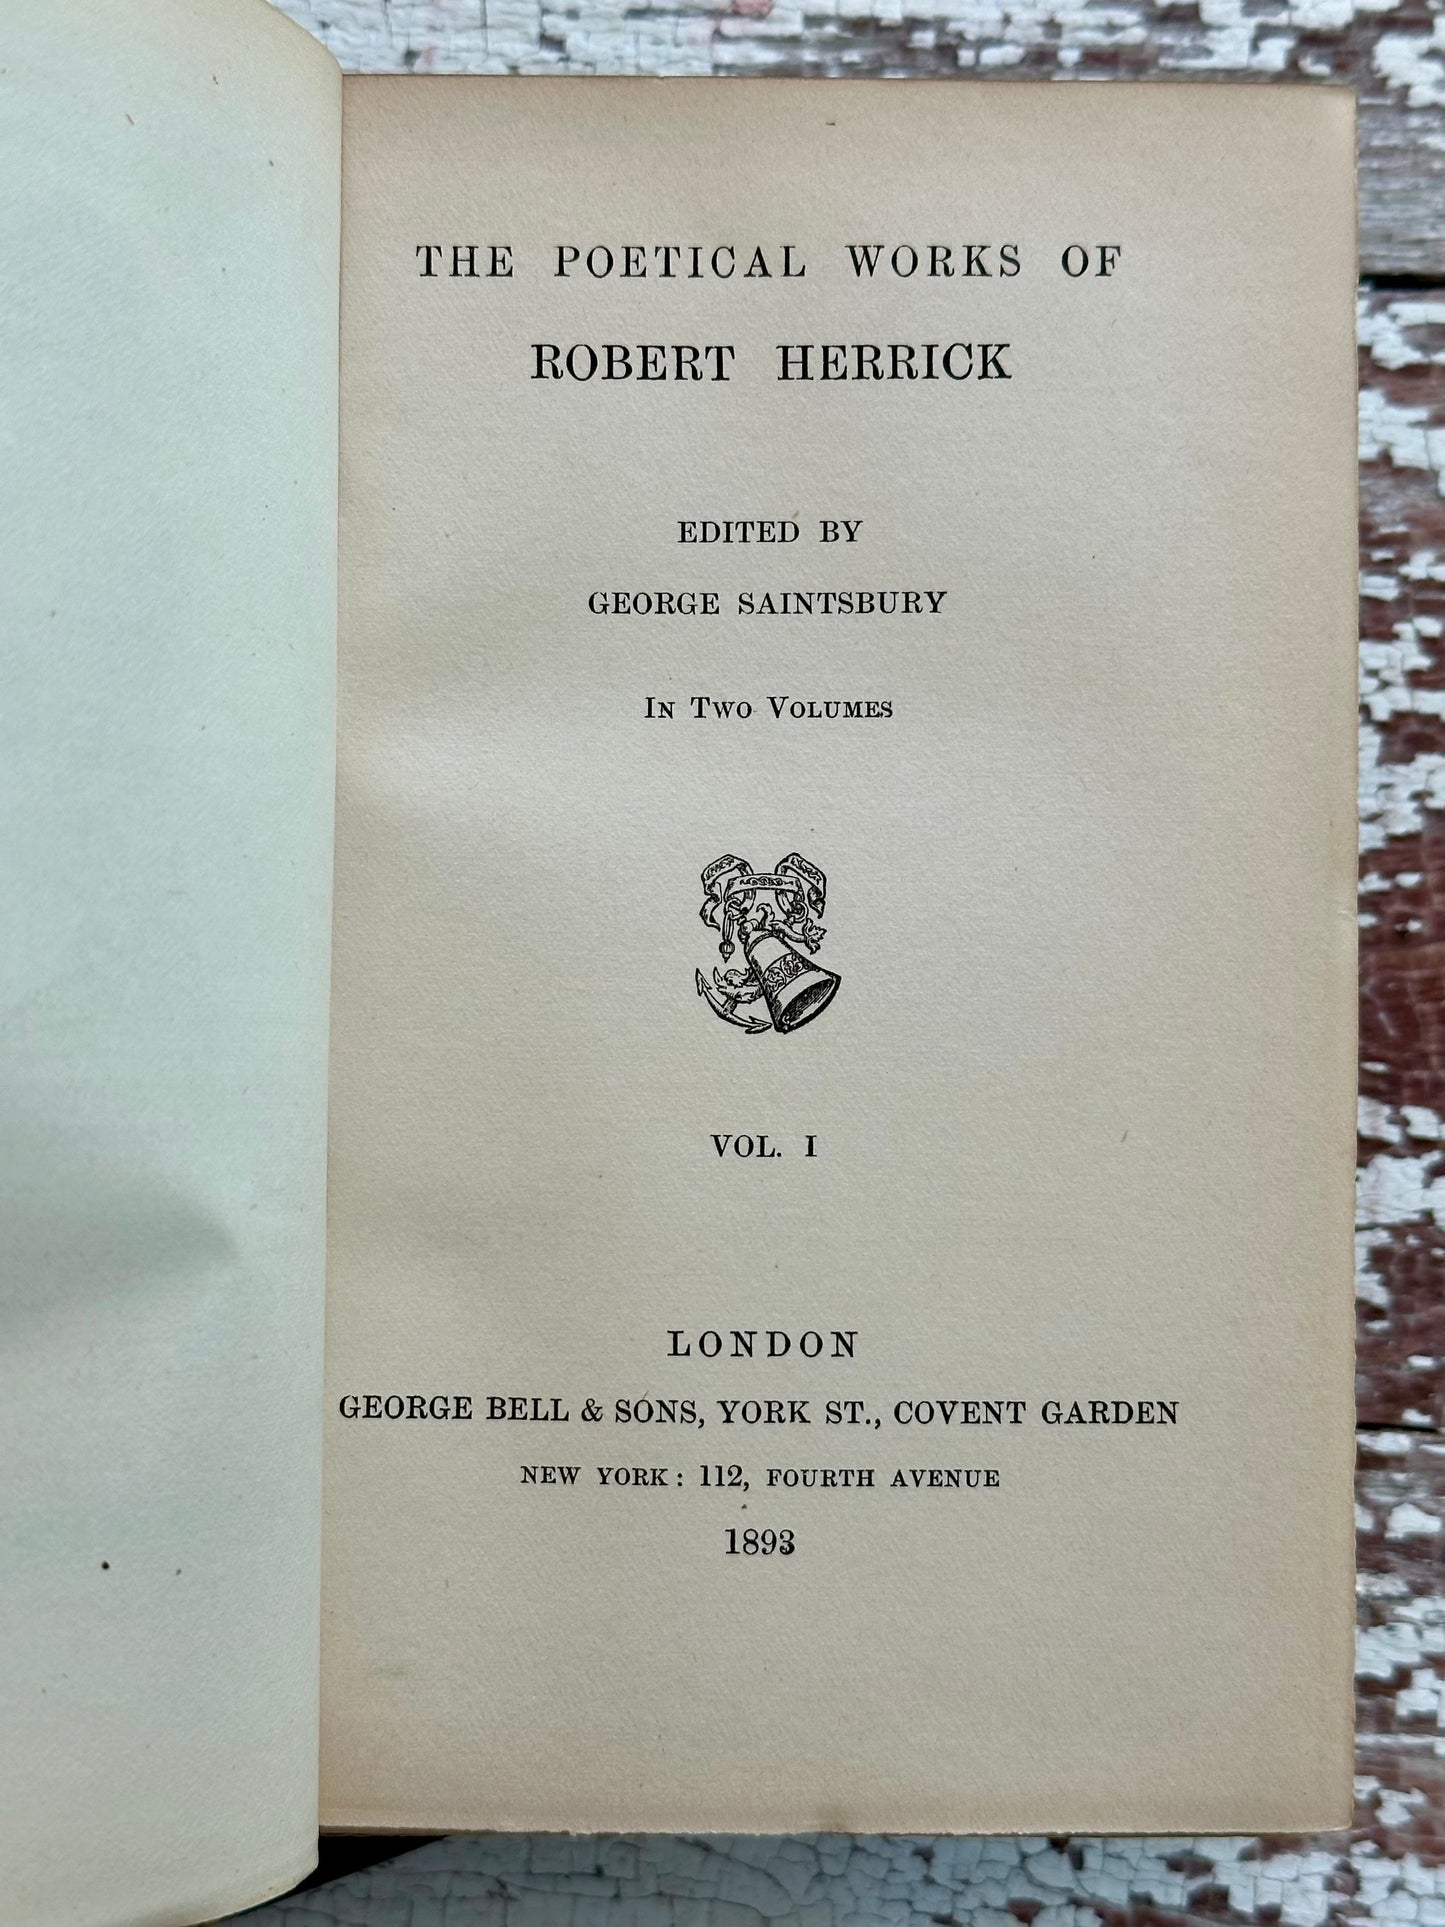 THE POETICAL WORKS OF
ROBERT HERRICK
EDITED BY
GEORGE SAINTSBURY
IN TWO VOLUMES
VOL. I
LONDON
GEORGE BELL & SONS, YORK ST., COVENT GARDEN
NEW YORK: 112, FOURTH AVENUE
1893